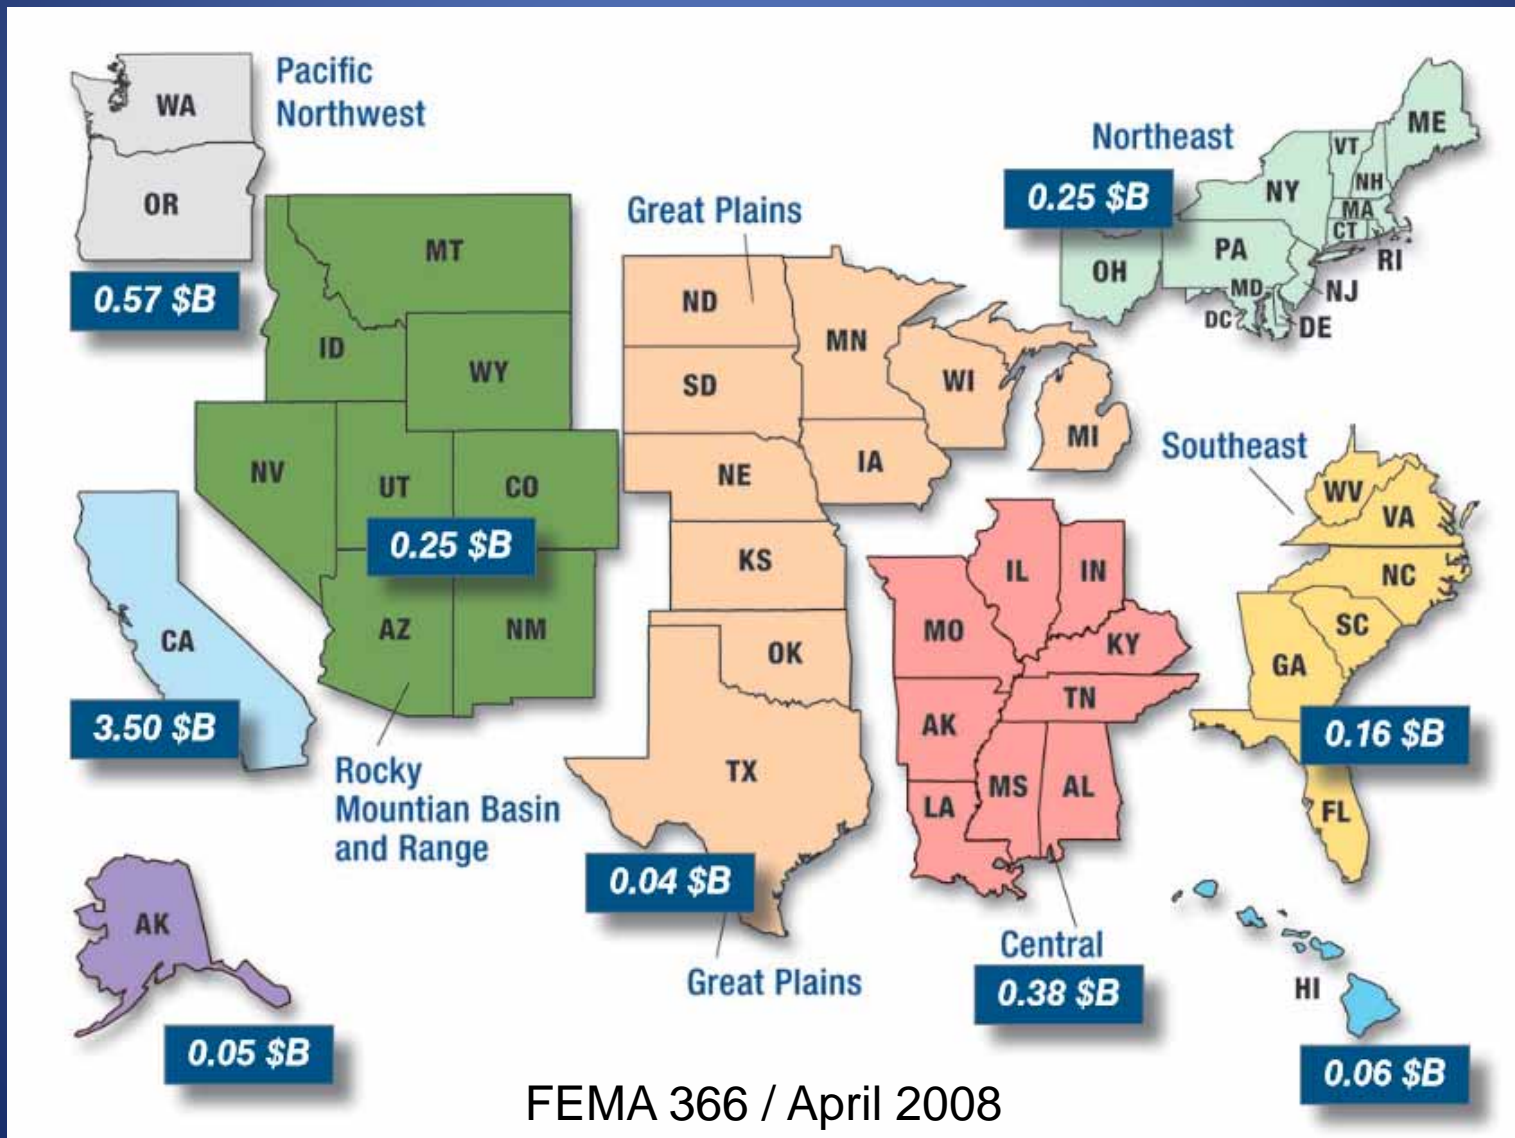 Pacific
Northwest
WA
OR
0.57 $B
MT
ID
WY
NV
UT
CO
0.25 $B
AZ
NM
Rocky
Mountian Basin
and Range
CA
3.50 $B
AK
0.05 $B
Great Plains
ND
MN
SD
WI
MI
NE
IA
KS
OK
TX
0.04 $B
Great Plains
Northeast
0.25 $B
ME
VT
NH
NY
MA
CT
RI
PA
OH
MD
NJ
DC
DE
Southeast
WV
VA
NC
SC
GA
0.16 $B
FL
IL
IN
MO
KY
TN
AK
MS
AL
LA
Central
0.38 $B
HI
0.06 $B
FEMA 366 / April 2008